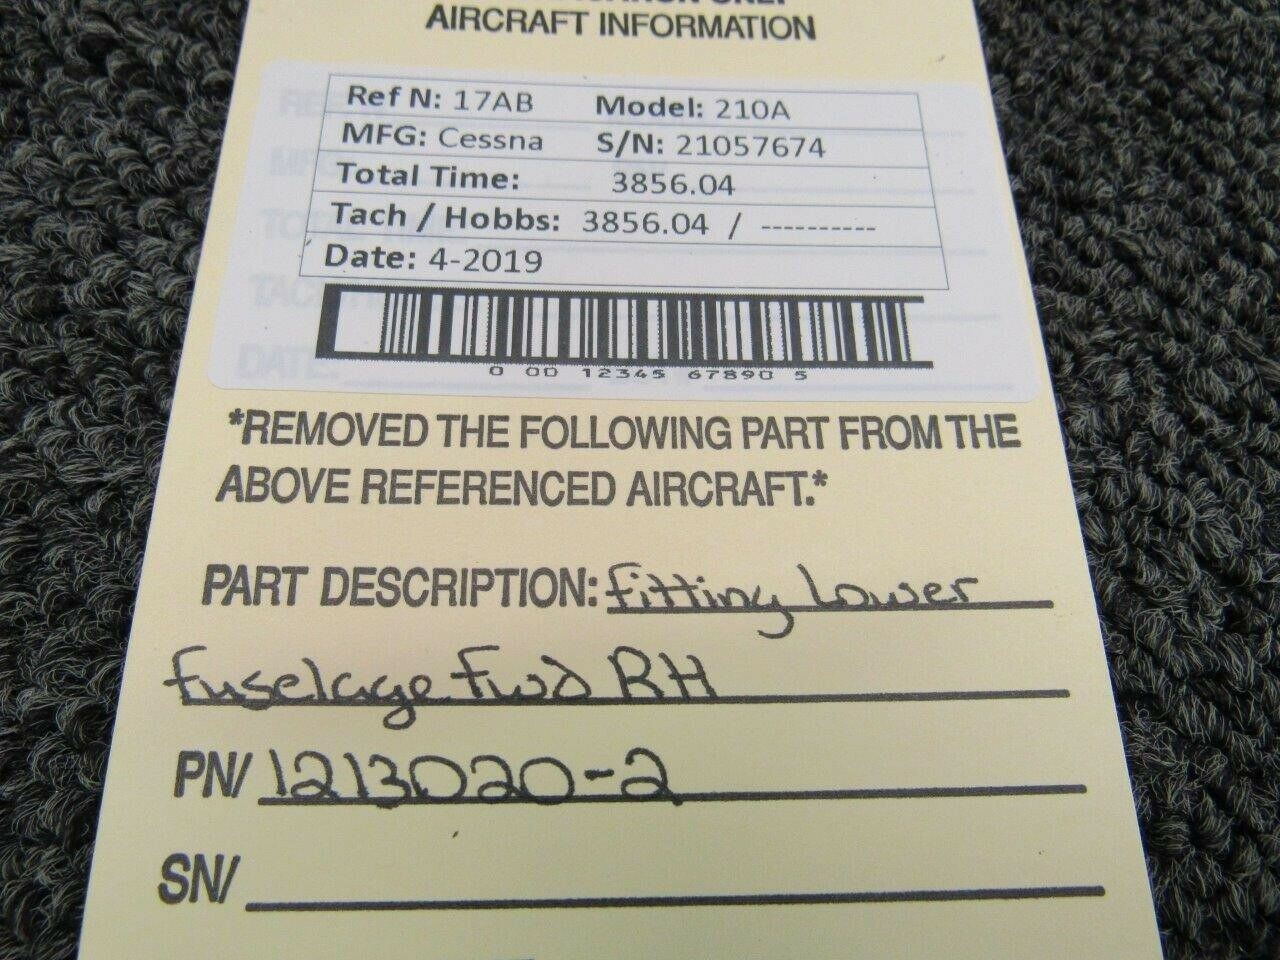 AIRCRAFT INFORMATION
Ref N: 17AB Model: 210A
MFG: Cessna S/N: 21057674
Total Time: 3856.04
Tach / Hobbs: 3856.04 / ----------
Date: 4-2019
0 00 12345 67890 5
*REMOVED THE FOLLOWING PART FROM THE
ABOVE REFERENCED AIRCRAFT.*
PART DESCRIPTION: Fitting Lower
Fuselage Fwd RH
PN/ 1213020-2
SN/